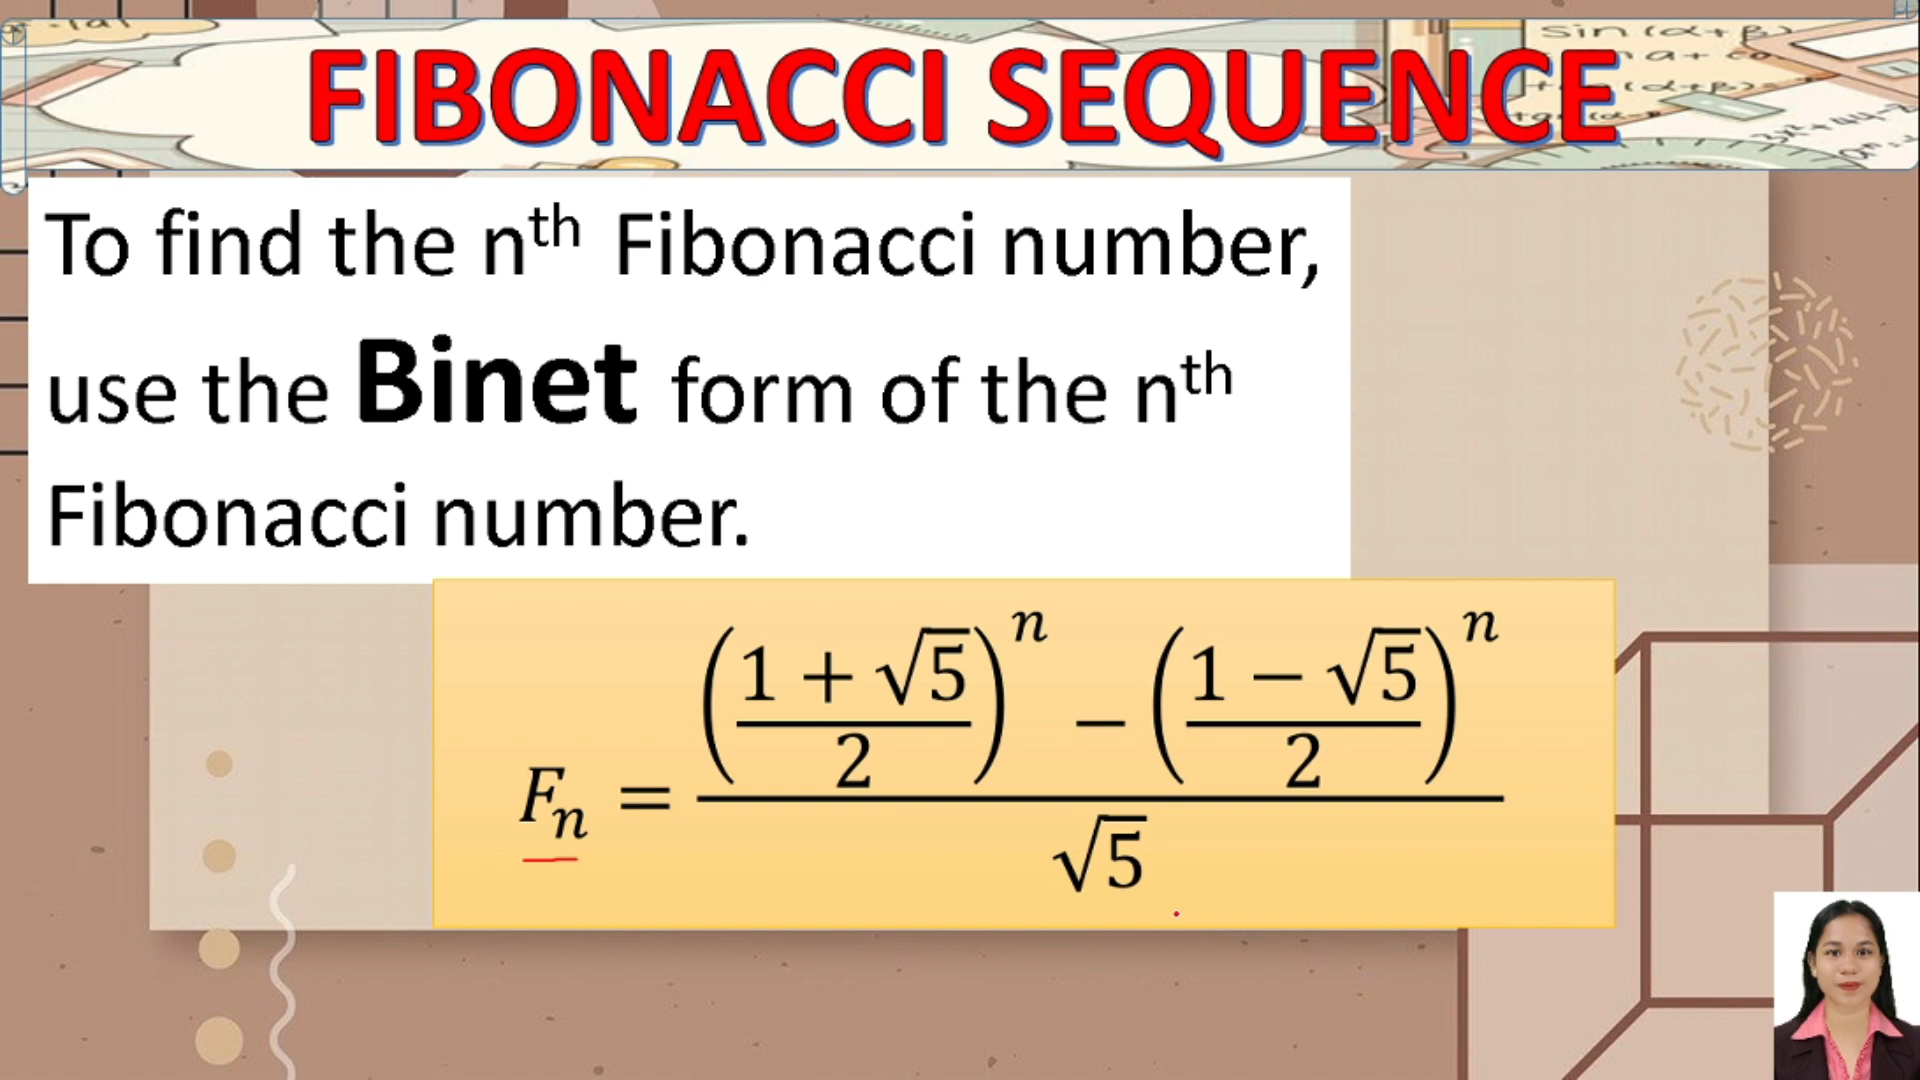 FIBONACCI SEQUENCE
Sin (α+β)
To find the nᵗʰ Fibonacci number,
use the Binet form of the nᵗʰ
Fibonacci number.
Fₙ = (((1 + √5)/2)ⁿ − ((1 − √5)/2)ⁿ)/√5